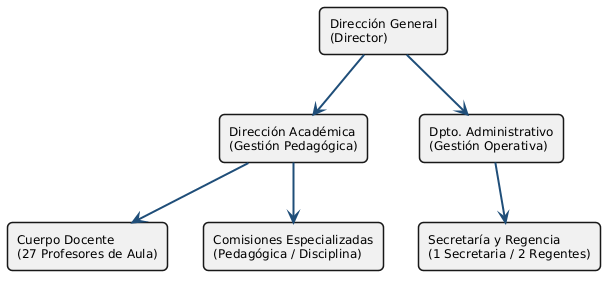 Dirección General
(Director)
Dirección Académica
(Gestión Pedagógica)
Dpto. Administrativo
(Gestión Operativa)
Cuerpo Docente
(27 Profesores de Aula)
Comisiones Especializadas
(Pedagógica / Disciplina)
Secretaría y Regencia
(1 Secretaria / 2 Regentes)